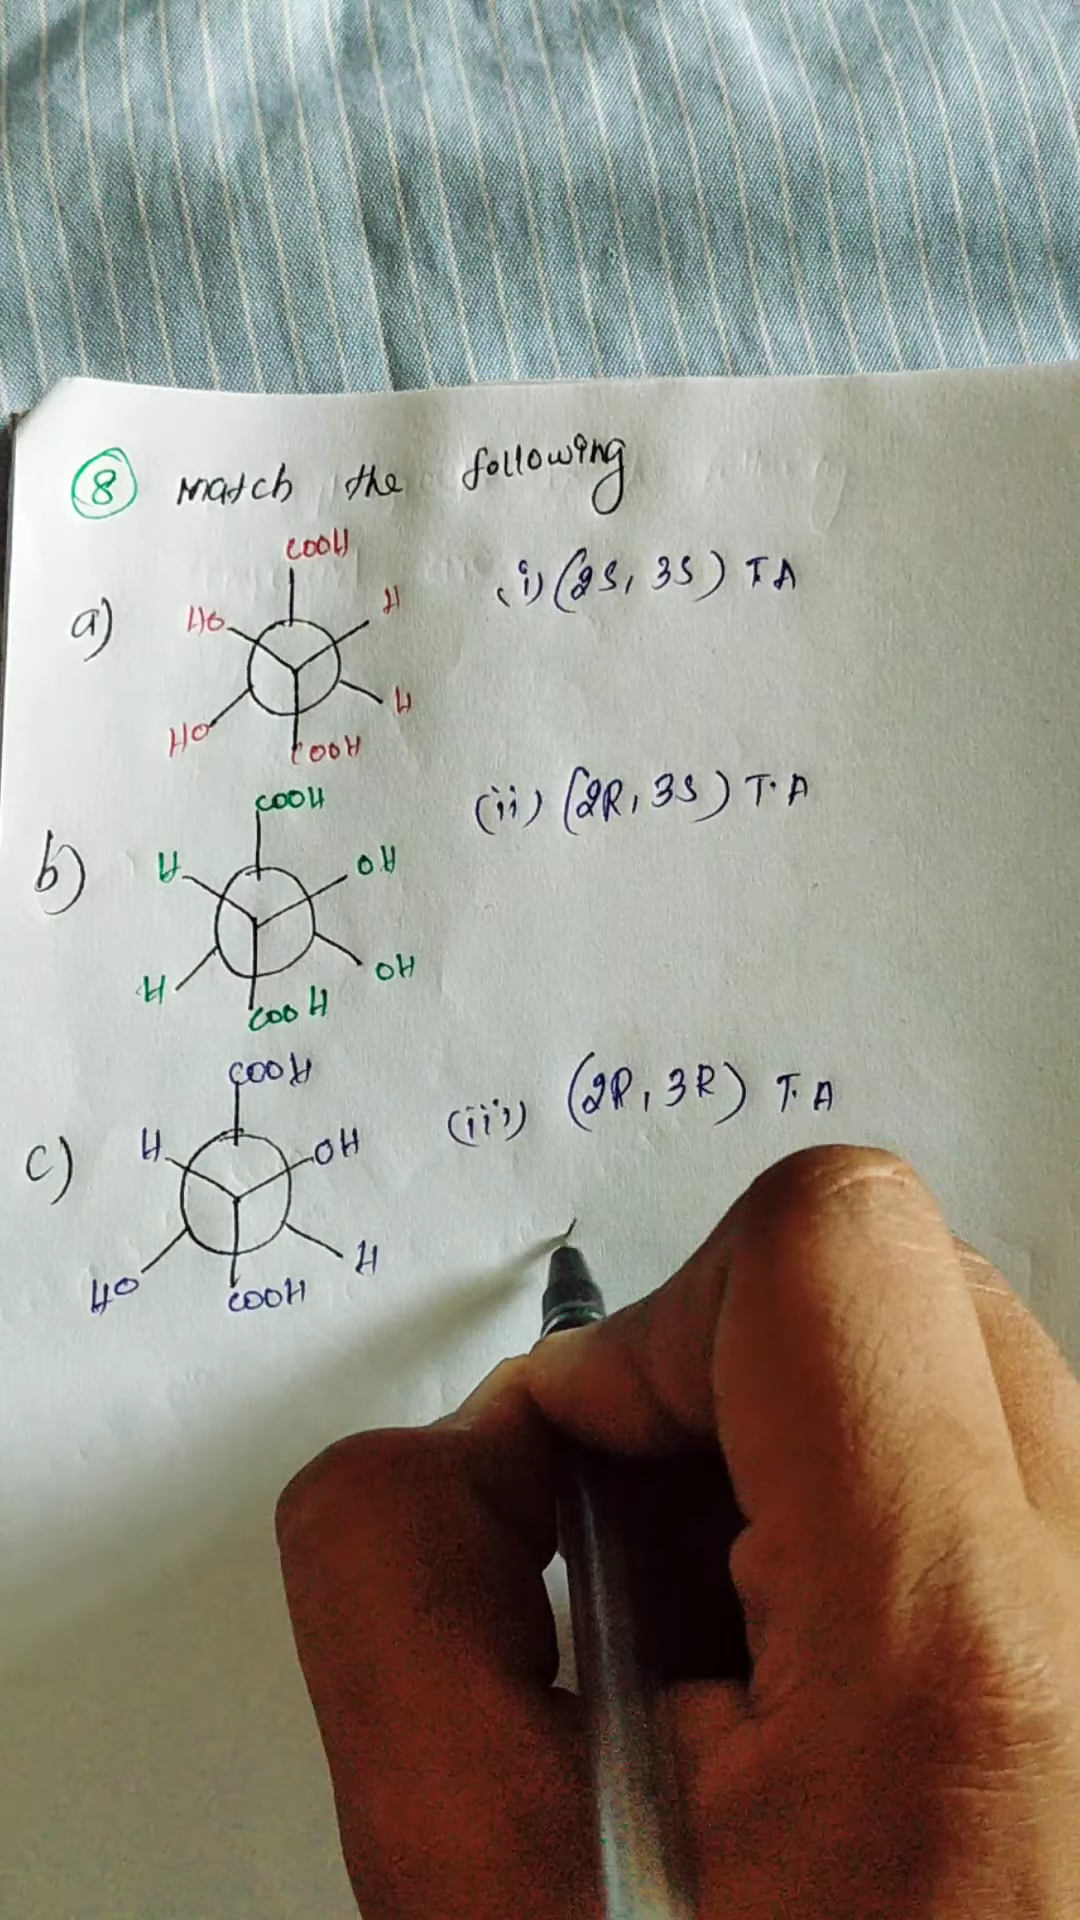 8 Match the following
a) COOH
HO H
HO H
COOH
(i) (2S, 3S) T A
b) COOH
H OH
H OH
COOH
(ii) (2R, 3S) T. A
c) COOH
H OH
HO H
COOH
(iii) (2R, 3R) T. A